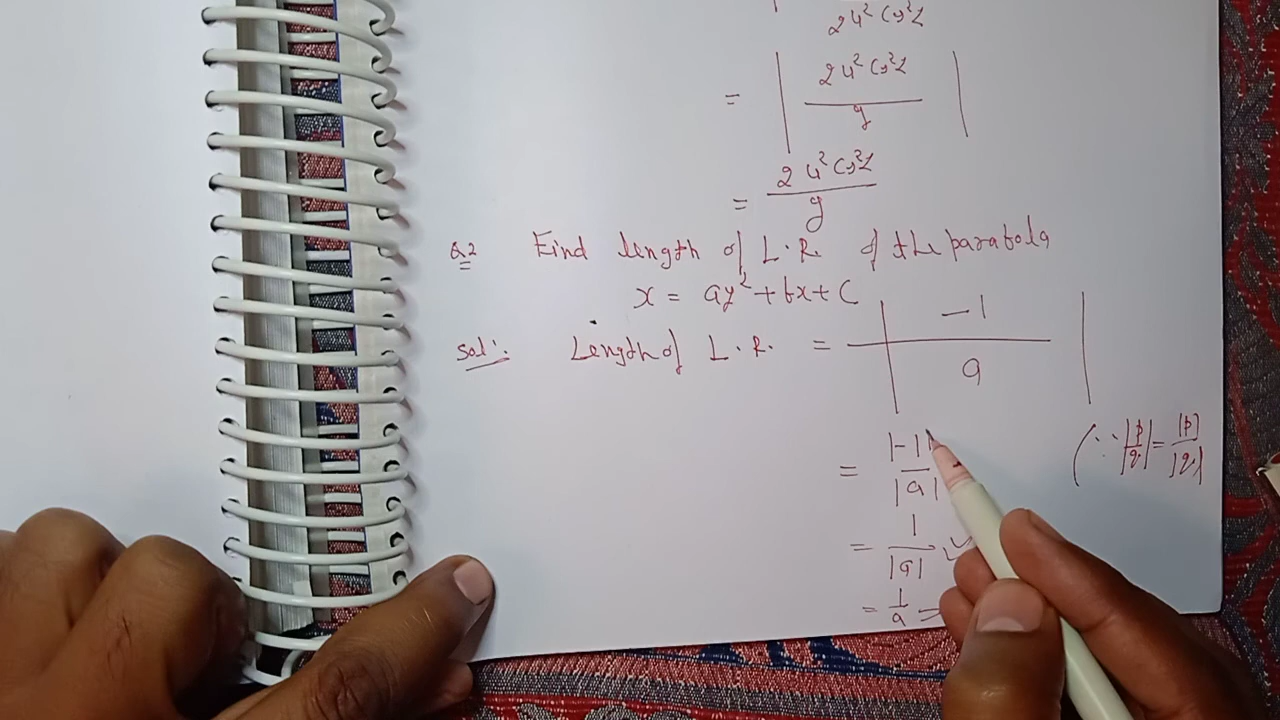 2u² Cos²α
| 2u² Cos²α / g |
=
= 2u² Cos²α / g
Q2 Find length of L.R. of the parabola
x = ay² + bx + C
Sol: Length of L.R. = | -1 / a |
= |-1| / |a| (∵ |p/q| = |p|/|q|)
= 1 / |a|
= 1 / a